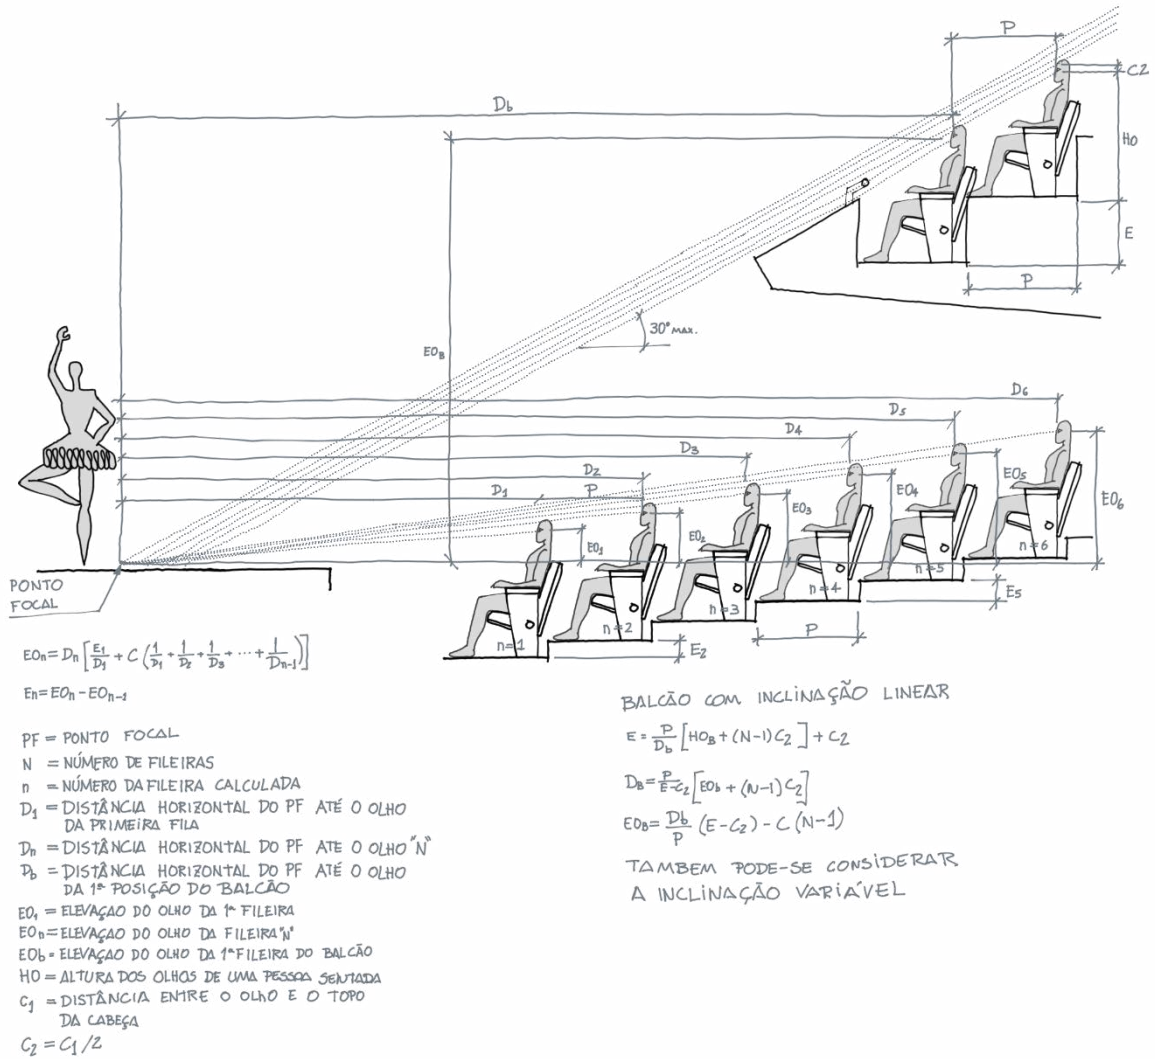 P
C2
Db
HO
E
P
30° MAX.
EOB
D6
D5
D4
D3
D2
D1
P
EO1
EO2
EO3
EO4
EO5
EO6
n=1
n=2
n=3
n=4
n=5
n=6
E2
P
E5
PONTO
FOCAL
EOn = Dn [E1/D1 + C (1/D1 + 1/D2 + 1/D3 + ... + 1/Dn-1)]
En = EOn - EOn-1
PF = PONTO FOCAL
N = NÚMERO DE FILEIRAS
n = NÚMERO DA FILEIRA CALCULADA
D1 = DISTÂNCIA HORIZONTAL DO PF ATÉ O OLHO
DA PRIMEIRA FILA
Dn = DISTÂNCIA HORIZONTAL DO PF ATÉ O OLHO "N"
Db = DISTÂNCIA HORIZONTAL DO PF ATÉ O OLHO
DA 1ª POSIÇÃO DO BALCÃO
EO1 = ELEVAÇAO DO OLHO DA 1ª FILEIRA
EOn = ELEVAÇAO DO OLHO DA FILEIRA "N"
EOb = ELEVAÇAO DO OLHO DA 1ª FILEIRA DO BALCÃO
HO = ALTURA DOS OLHOS DE UMA PESSOA SENTADA
C1 = DISTÂNCIA ENTRE O OLHO E O TOPO
DA CABEÇA
C2 = C1/2
BALCÃO COM INCLINAÇÃO LINEAR
E = P/Db [HOB + (N-1) C2] + C2
DB = P/E-C2 [EOb + (N-1) C2]
EOB = Db/P (E-C2) - C (N-1)
TAMBEM PODE-SE CONSIDERAR
A INCLINAÇÃO VARIÁVEL